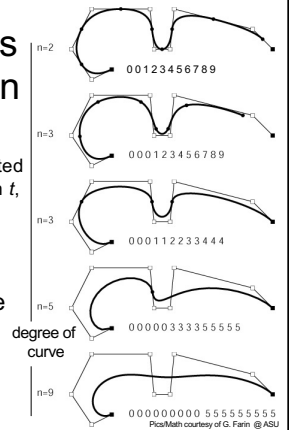 s
n=2
0 0 1 2 3 4 5 6 7 8 9
n
n=3
0 0 0 1 2 3 4 5 6 7 8 9
ted
n t,
n=3
0 0 0 1 1 2 2 3 3 4 4 4
e
n=5
0 0 0 0 0 3 3 3 3 5 5 5 5 5
degree of
curve
n=9
0 0 0 0 0 0 0 0 0 5 5 5 5 5 5 5 5 5
Pics/Math courtesy of G. Farin @ ASU